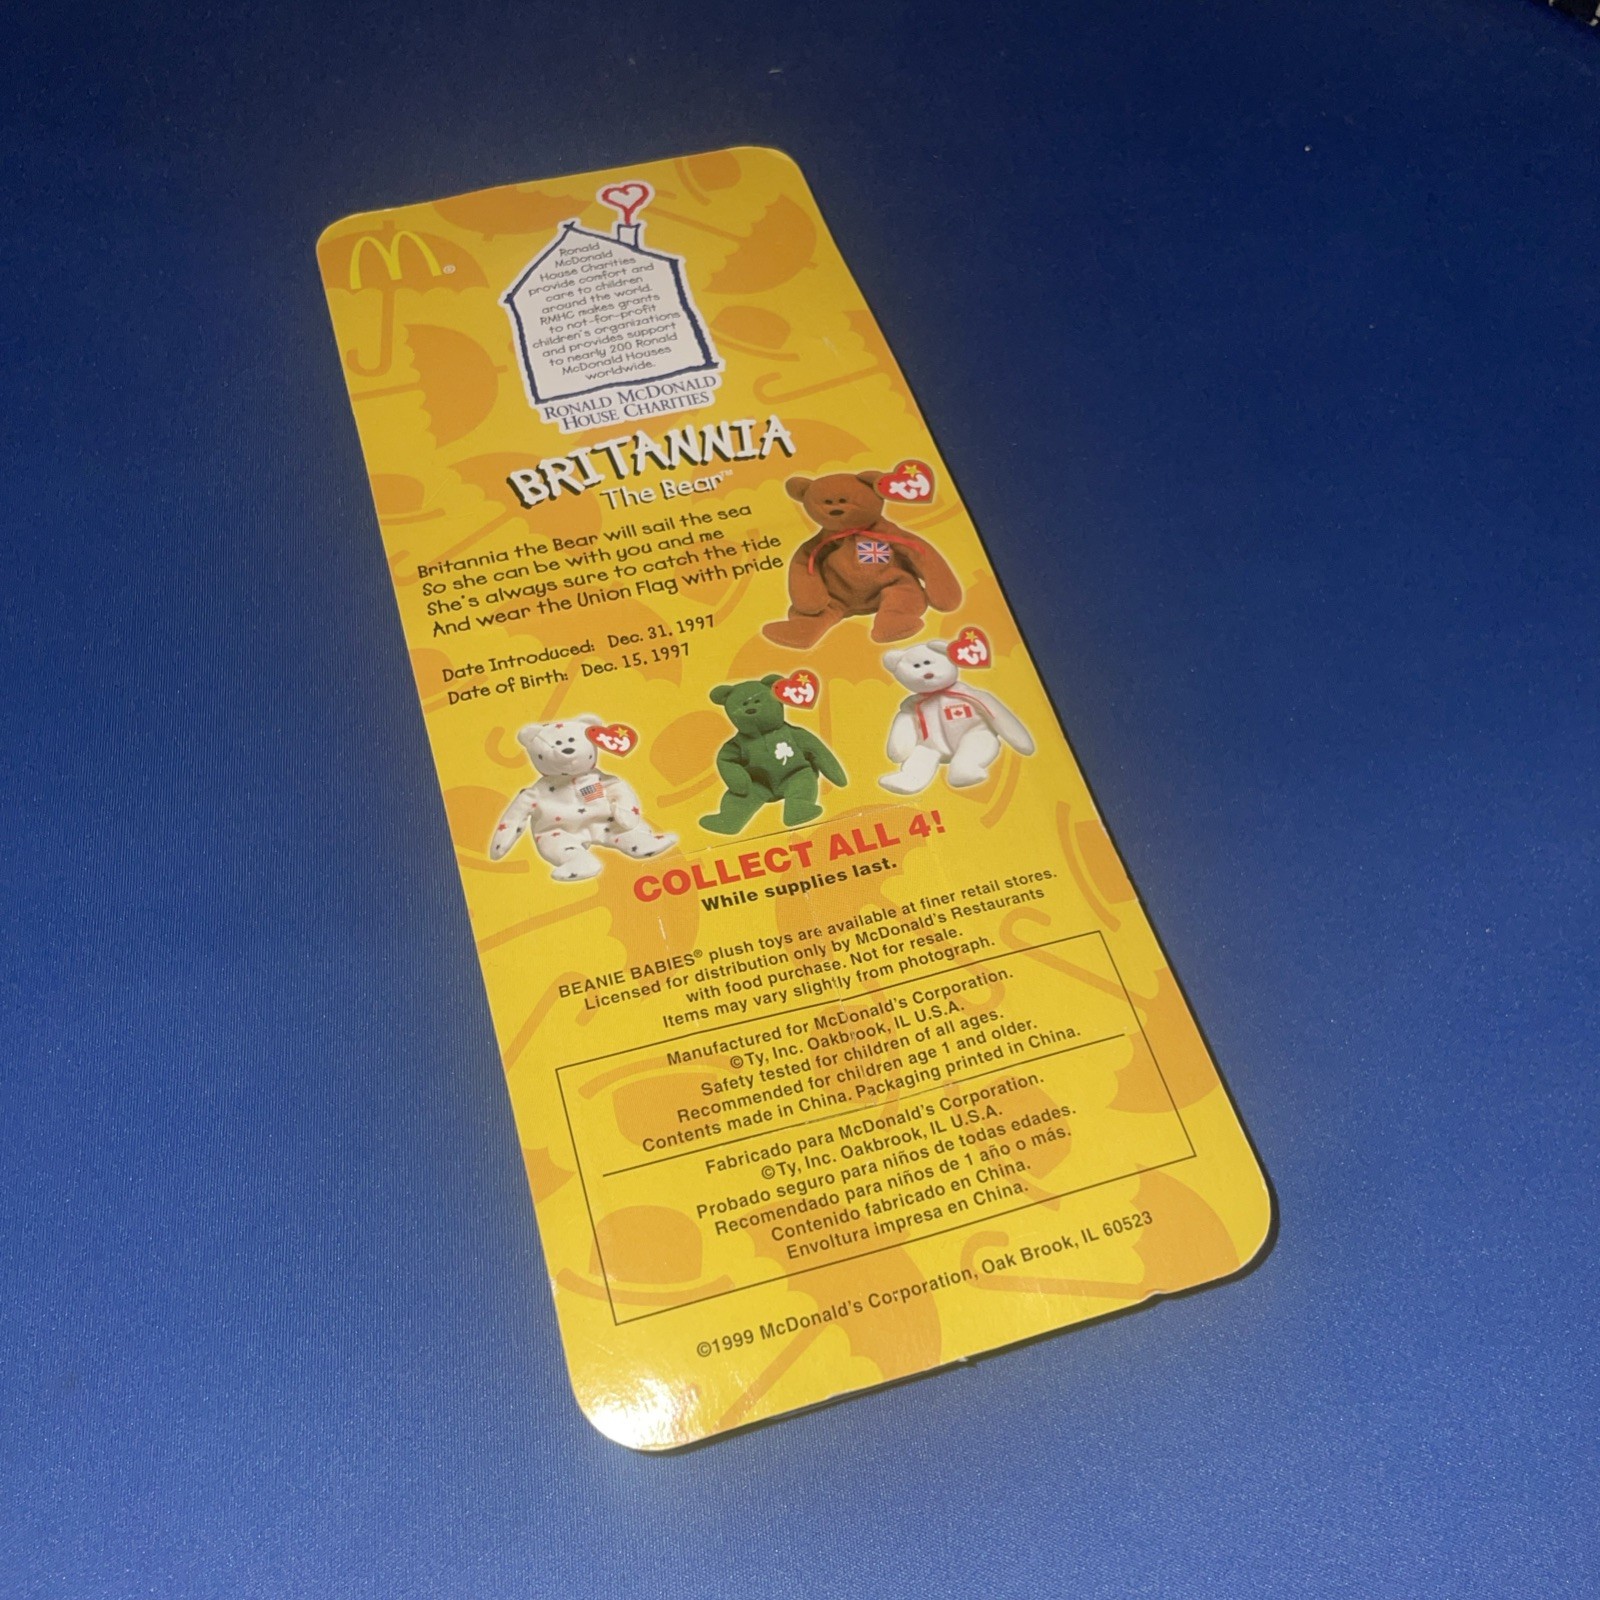 M®
Ronald
McDonald
House Charities
provide comfort and
care to children
around the world.
RMHC makes grants
to not-for-profit
children's organizations
and provides support
to nearly 200 Ronald
McDonald Houses
worldwide.
RONALD MCDONALD
HOUSE CHARITIES
BRITANNIA
The Bear™
Britannia the Bear will sail the sea
So she can be with you and me
She's always sure to catch the tide
And wear the Union Flag with pride
Date Introduced: Dec. 31, 1997
Date of Birth: Dec. 15, 1997
ty
ty
ty
ty
COLLECT ALL 4!
While supplies last.
BEANIE BABIES® plush toys are available at finer retail stores.
Licensed for distribution only by McDonald's Restaurants
with food purchase. Not for resale.
Items may vary slightly from photograph.
Manufactured for McDonald's Corporation.
©Ty, Inc. Oakbrook, IL U.S.A.
Safety tested for children of all ages.
Recommended for children age 1 and older.
Contents made in China. Packaging printed in China.
Fabricado para McDonald's Corporation.
©Ty, Inc. Oakbrook, IL U.S.A.
Probado seguro para niños de todas edades.
Recomendado para niños de 1 año o más.
Contenido fabricado en China.
Envoltura impresa en China.
©1999 McDonald's Corporation, Oak Brook, IL 60523